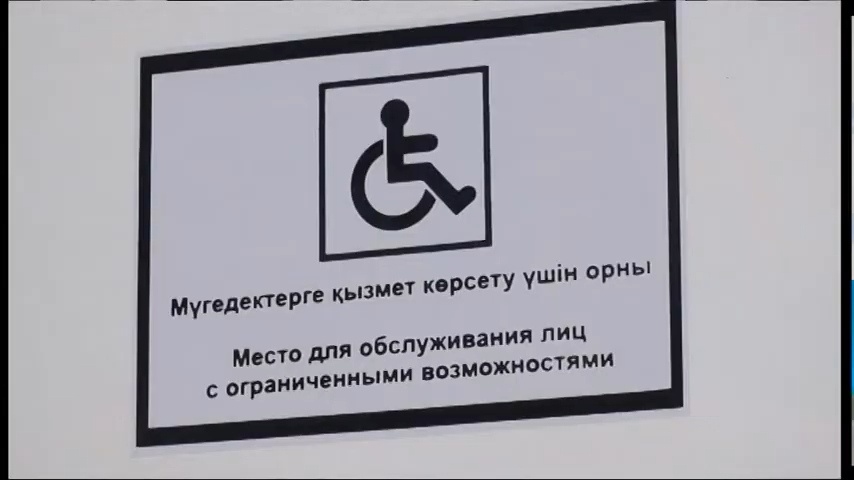 Мүгедектерге қызмет көрсету үшін орны
Место для обслуживания лиц
с ограниченными возможностями